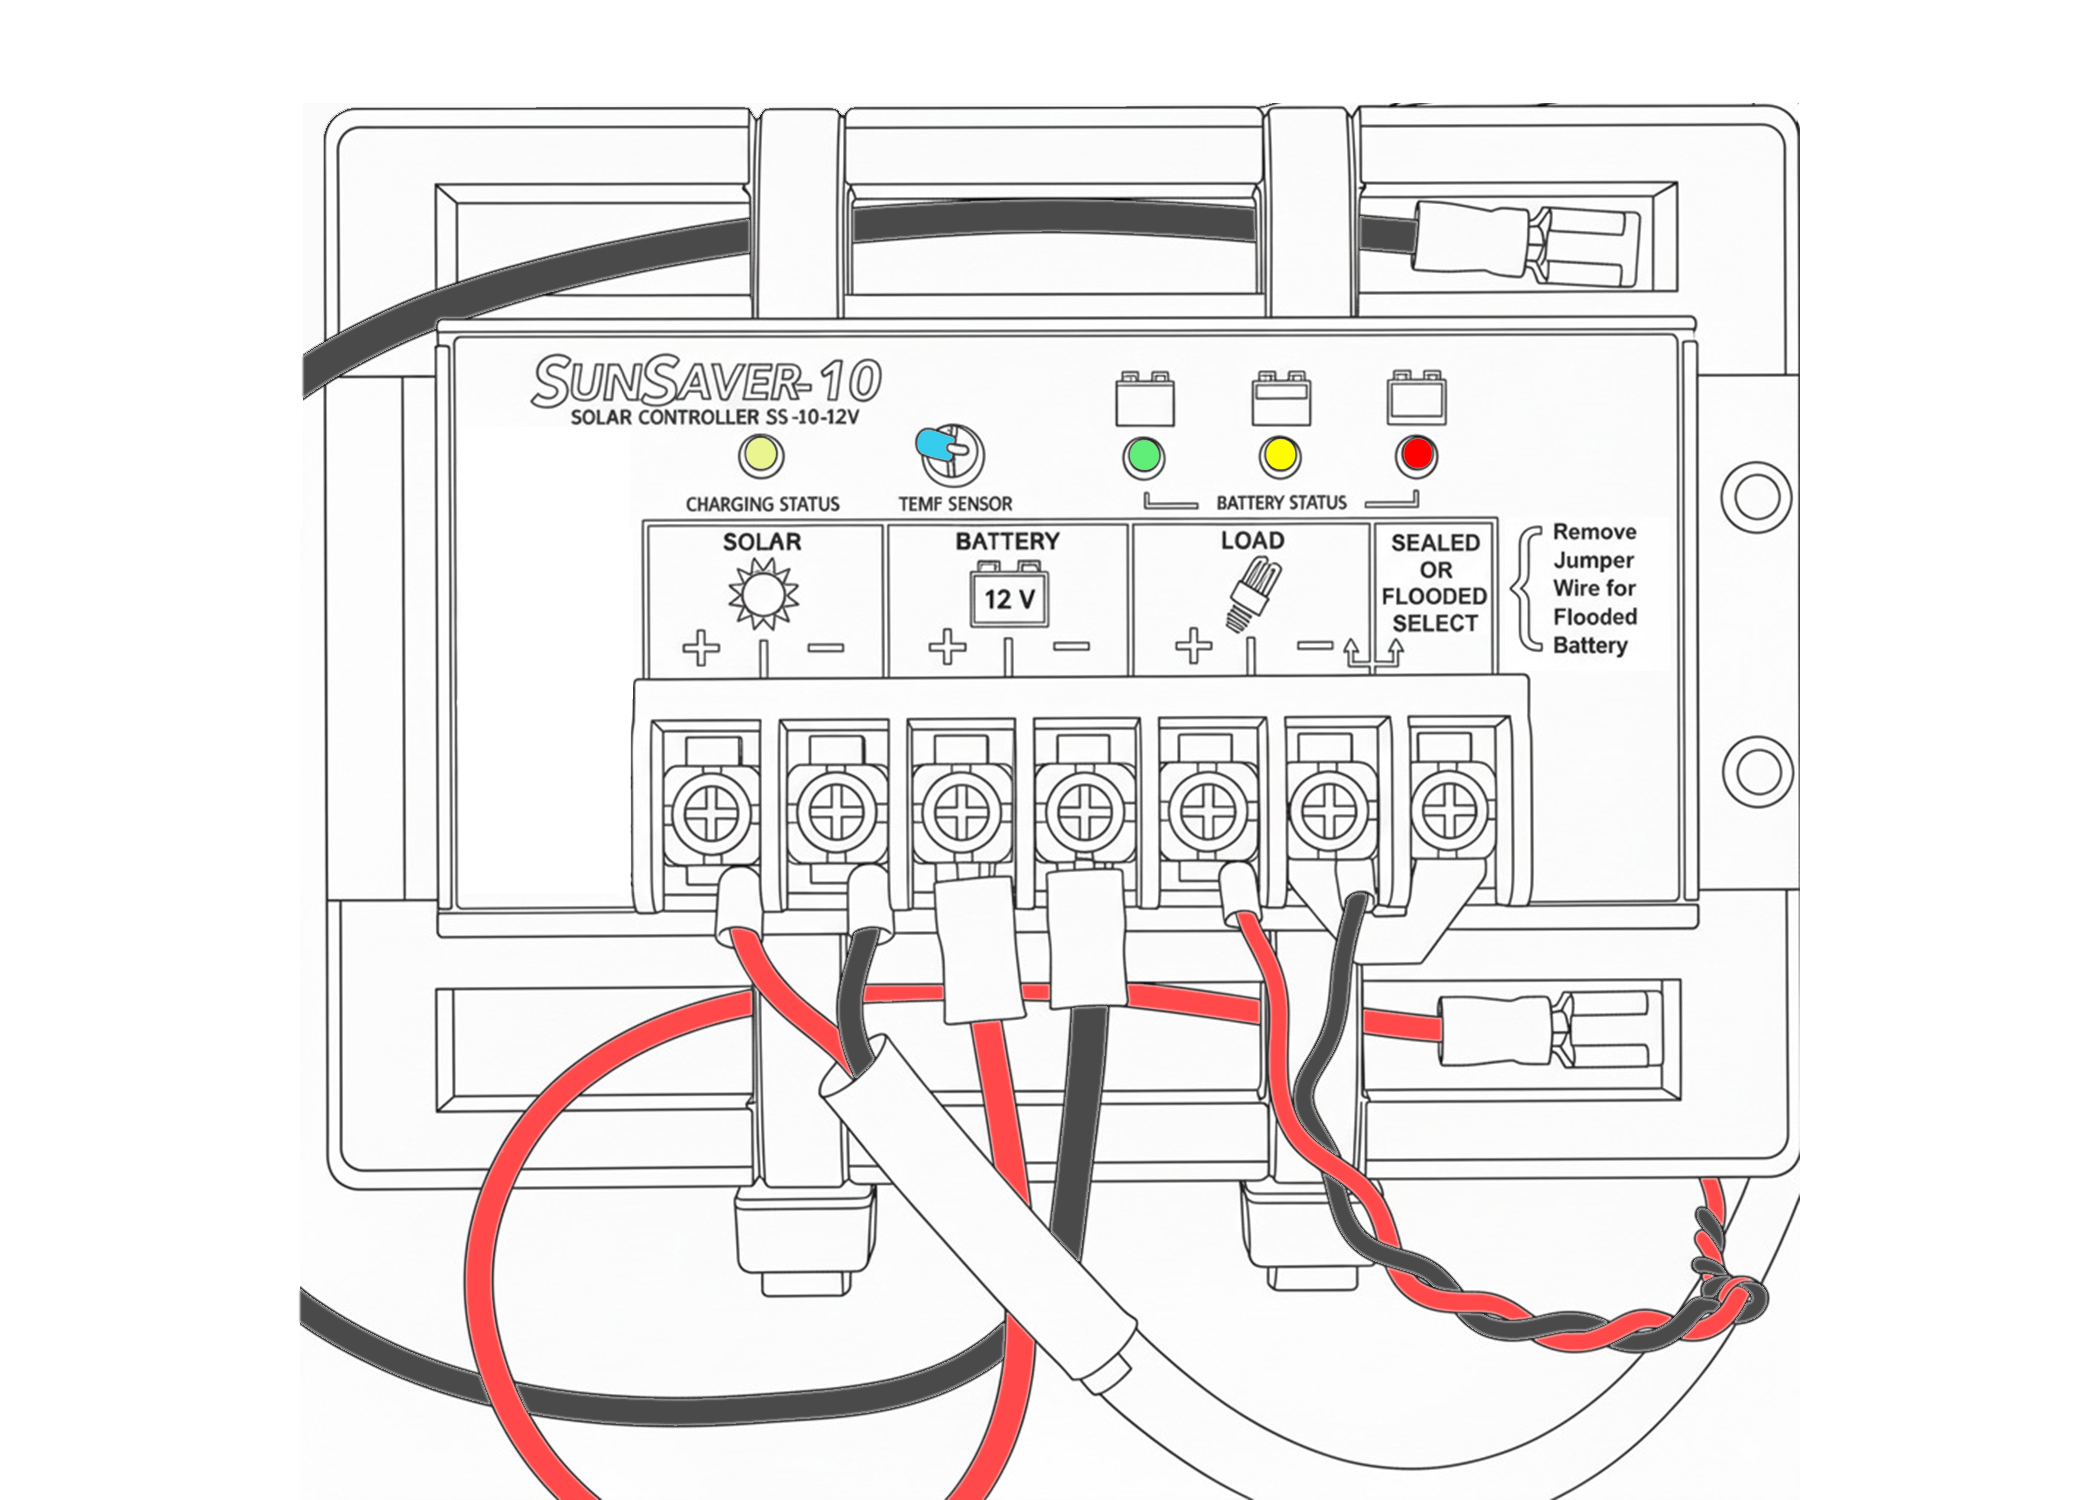 SUNSAVER-10
SOLAR CONTROLLER SS-10-12V
CHARGING STATUS
TEMF SENSOR
BATTERY STATUS
SOLAR
+ −
BATTERY
12 V
+ −
LOAD
+ −
SEALED
OR
FLOODED
SELECT
Remove
Jumper
Wire for
Flooded
Battery